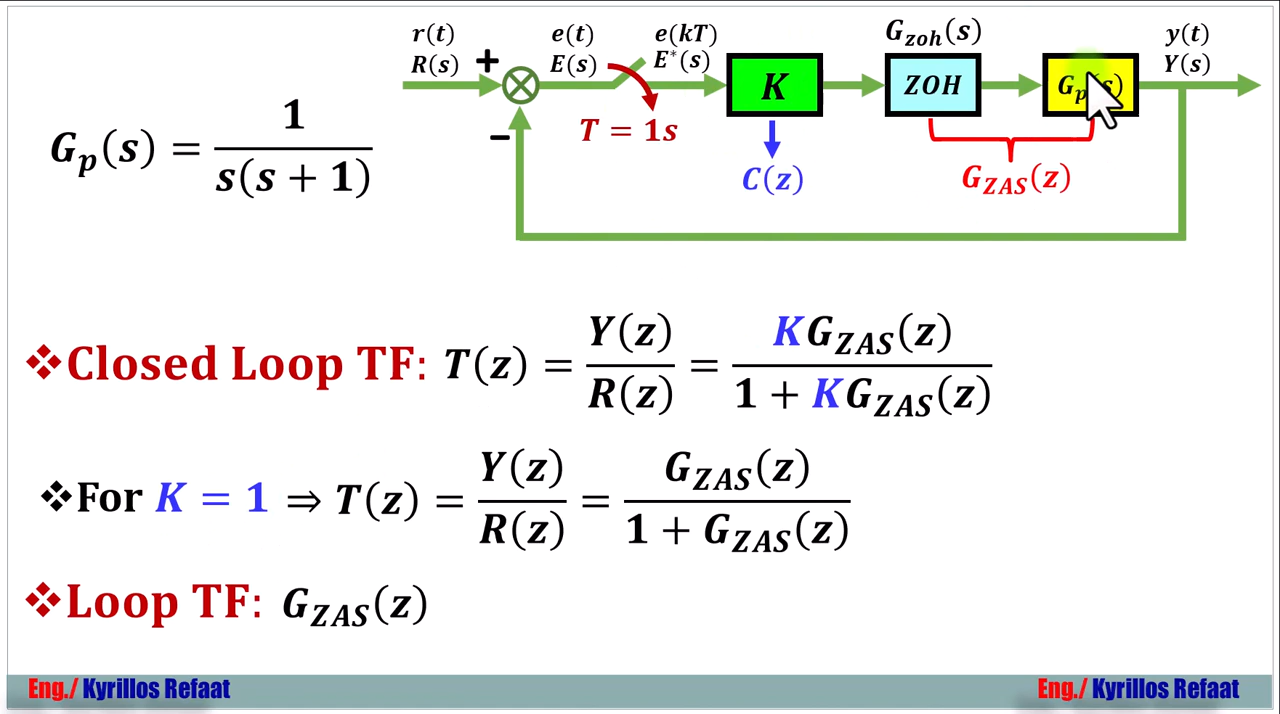 r(t) e(t) e(kT) G_zoh(s) y(t)
R(s) + E(s) E*(s) Y(s)
K ZOH G_p(s)
−
T = 1s
C(z) G_ZAS(z)
G_p(s) = 1 / s(s + 1)
❖Closed Loop TF: T(z) = Y(z) / R(z) = KG_ZAS(z) / 1 + KG_ZAS(z)
❖For K = 1 ⇒ T(z) = Y(z) / R(z) = G_ZAS(z) / 1 + G_ZAS(z)
❖Loop TF: G_ZAS(z)
Eng./ Kyrillos Refaat Eng./ Kyrillos Refaat